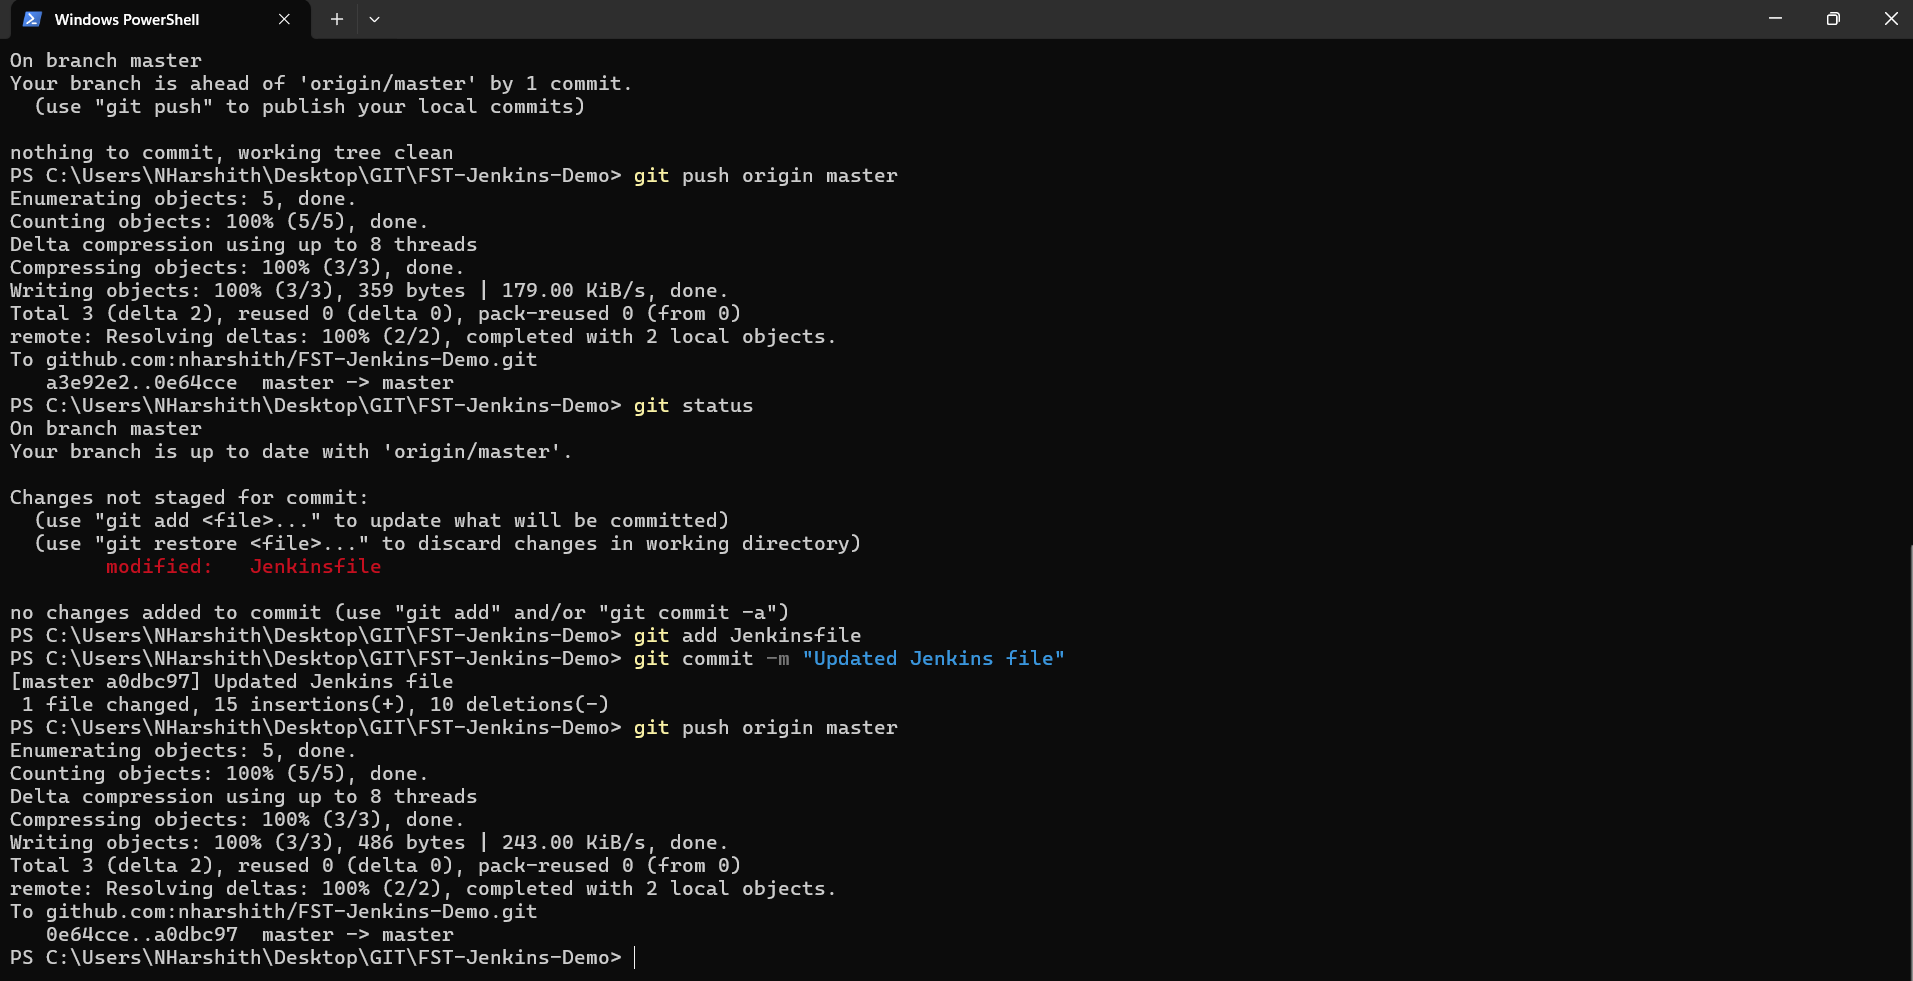 Windows PowerShell
On branch master
Your branch is ahead of 'origin/master' by 1 commit.
  (use "git push" to publish your local commits)

nothing to commit, working tree clean
PS C:\Users\NHarshith\Desktop\GIT\FST-Jenkins-Demo> git push origin master
Enumerating objects: 5, done.
Counting objects: 100% (5/5), done.
Delta compression using up to 8 threads
Compressing objects: 100% (3/3), done.
Writing objects: 100% (3/3), 359 bytes | 179.00 KiB/s, done.
Total 3 (delta 2), reused 0 (delta 0), pack-reused 0 (from 0)
remote: Resolving deltas: 100% (2/2), completed with 2 local objects.
To github.com:nharshith/FST-Jenkins-Demo.git
   a3e92e2..0e64cce  master -> master
PS C:\Users\NHarshith\Desktop\GIT\FST-Jenkins-Demo> git status
On branch master
Your branch is up to date with 'origin/master'.

Changes not staged for commit:
  (use "git add <file>..." to update what will be committed)
  (use "git restore <file>..." to discard changes in working directory)
        modified:   Jenkinsfile

no changes added to commit (use "git add" and/or "git commit -a")
PS C:\Users\NHarshith\Desktop\GIT\FST-Jenkins-Demo> git add Jenkinsfile
PS C:\Users\NHarshith\Desktop\GIT\FST-Jenkins-Demo> git commit -m "Updated Jenkins file"
[master a0dbc97] Updated Jenkins file
 1 file changed, 15 insertions(+), 10 deletions(-)
PS C:\Users\NHarshith\Desktop\GIT\FST-Jenkins-Demo> git push origin master
Enumerating objects: 5, done.
Counting objects: 100% (5/5), done.
Delta compression using up to 8 threads
Compressing objects: 100% (3/3), done.
Writing objects: 100% (3/3), 486 bytes | 243.00 KiB/s, done.
Total 3 (delta 2), reused 0 (delta 0), pack-reused 0 (from 0)
remote: Resolving deltas: 100% (2/2), completed with 2 local objects.
To github.com:nharshith/FST-Jenkins-Demo.git
   0e64cce..a0dbc97  master -> master
PS C:\Users\NHarshith\Desktop\GIT\FST-Jenkins-Demo>